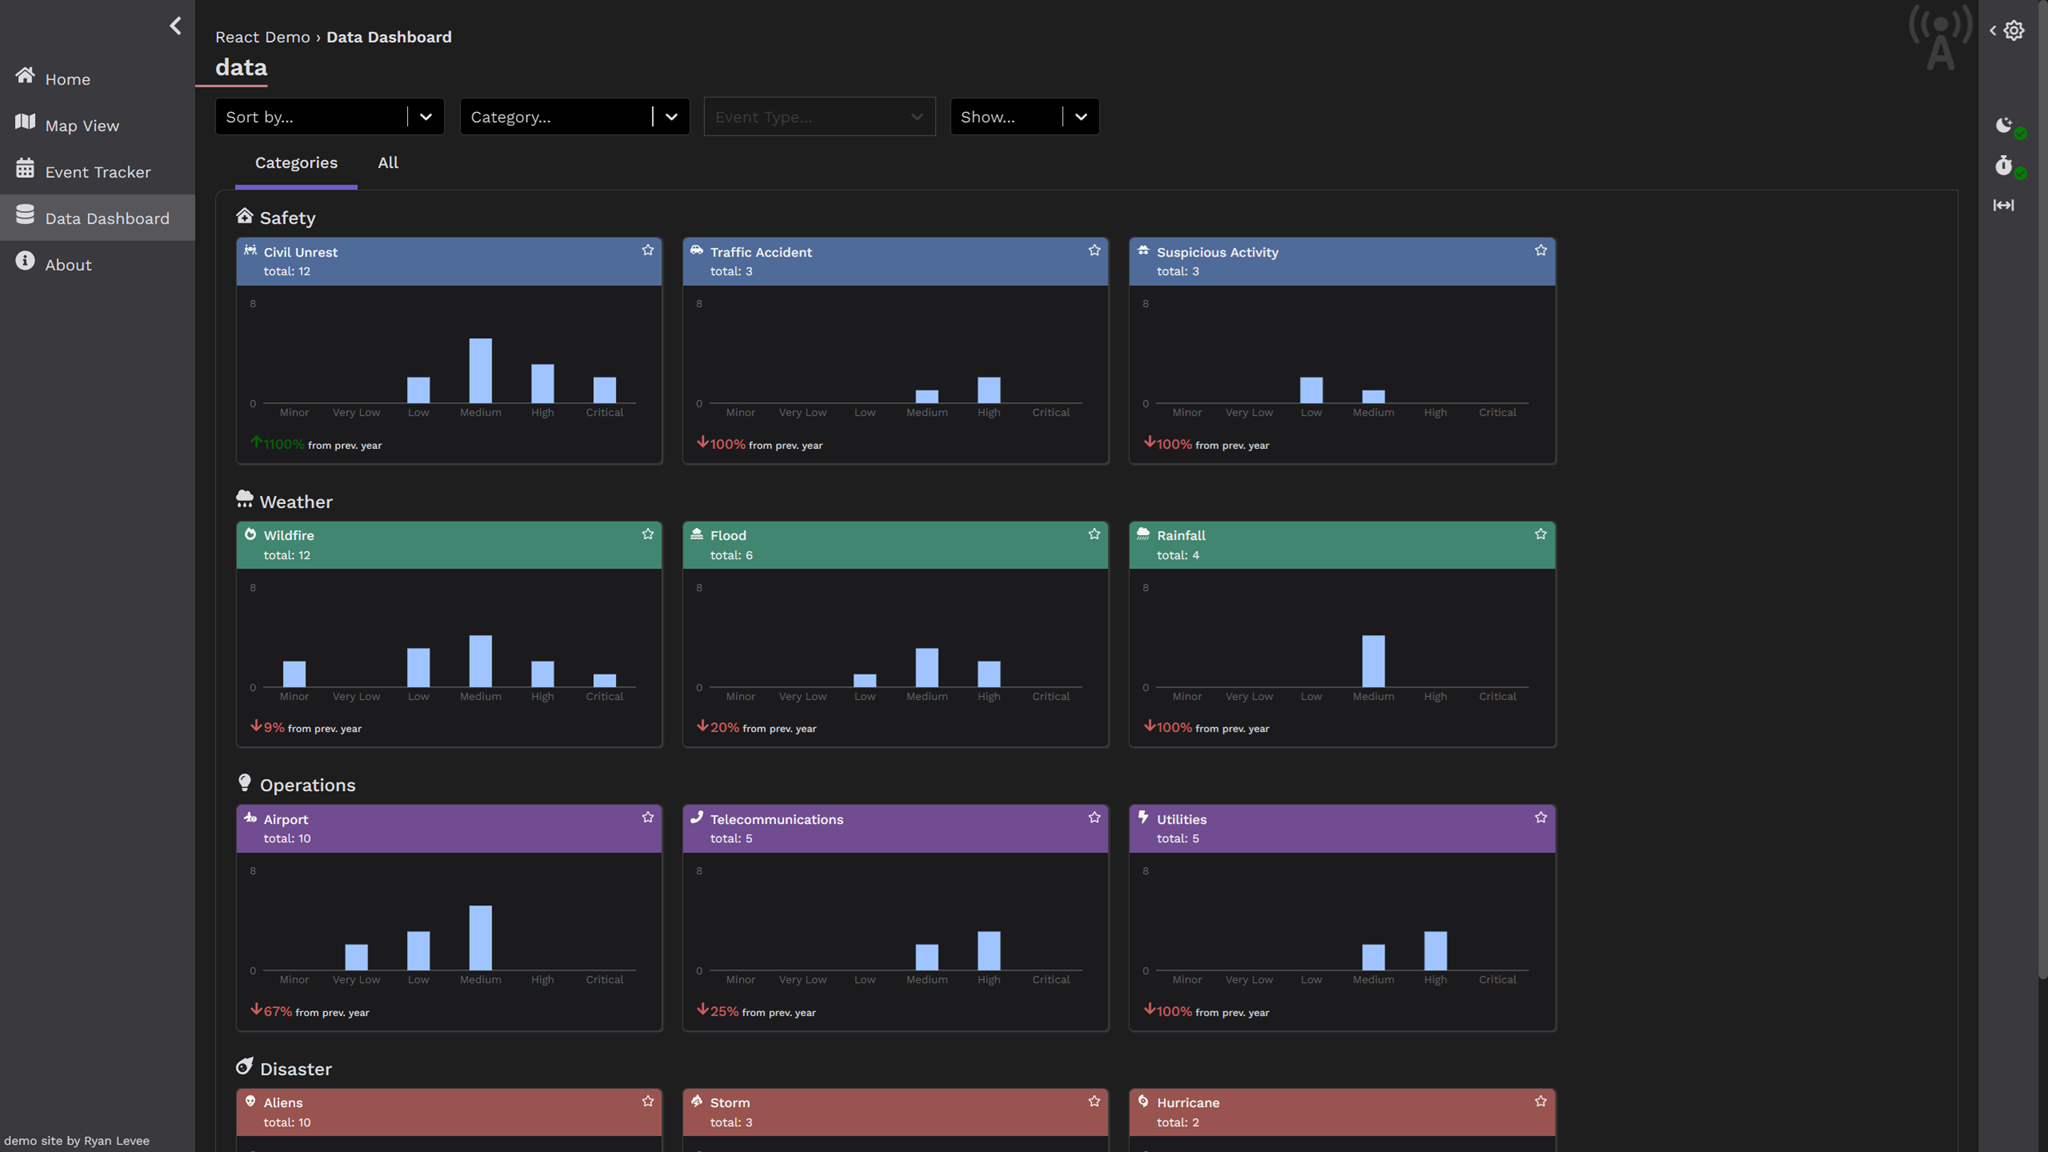 React Demo › Data Dashboard
data
Home
Map View
Event Tracker
Data Dashboard
About
demo site by Ryan Levee
Sort by...
Category...
Event Type...
Show...
Categories
All
Safety
Civil Unrest
total: 12
8
0
Minor Very Low Low Medium High Critical
1100% from prev. year
Traffic Accident
total: 3
8
0
Minor Very Low Low Medium High Critical
100% from prev. year
Suspicious Activity
total: 3
8
0
Minor Very Low Low Medium High Critical
100% from prev. year
Weather
Wildfire
total: 12
8
0
Minor Very Low Low Medium High Critical
9% from prev. year
Flood
total: 6
8
0
Minor Very Low Low Medium High Critical
20% from prev. year
Rainfall
total: 4
8
0
Minor Very Low Low Medium High Critical
100% from prev. year
Operations
Airport
total: 10
8
0
Minor Very Low Low Medium High Critical
67% from prev. year
Telecommunications
total: 5
8
0
Minor Very Low Low Medium High Critical
25% from prev. year
Utilities
total: 5
8
0
Minor Very Low Low Medium High Critical
100% from prev. year
Disaster
Aliens
total: 10
Storm
total: 3
Hurricane
total: 2